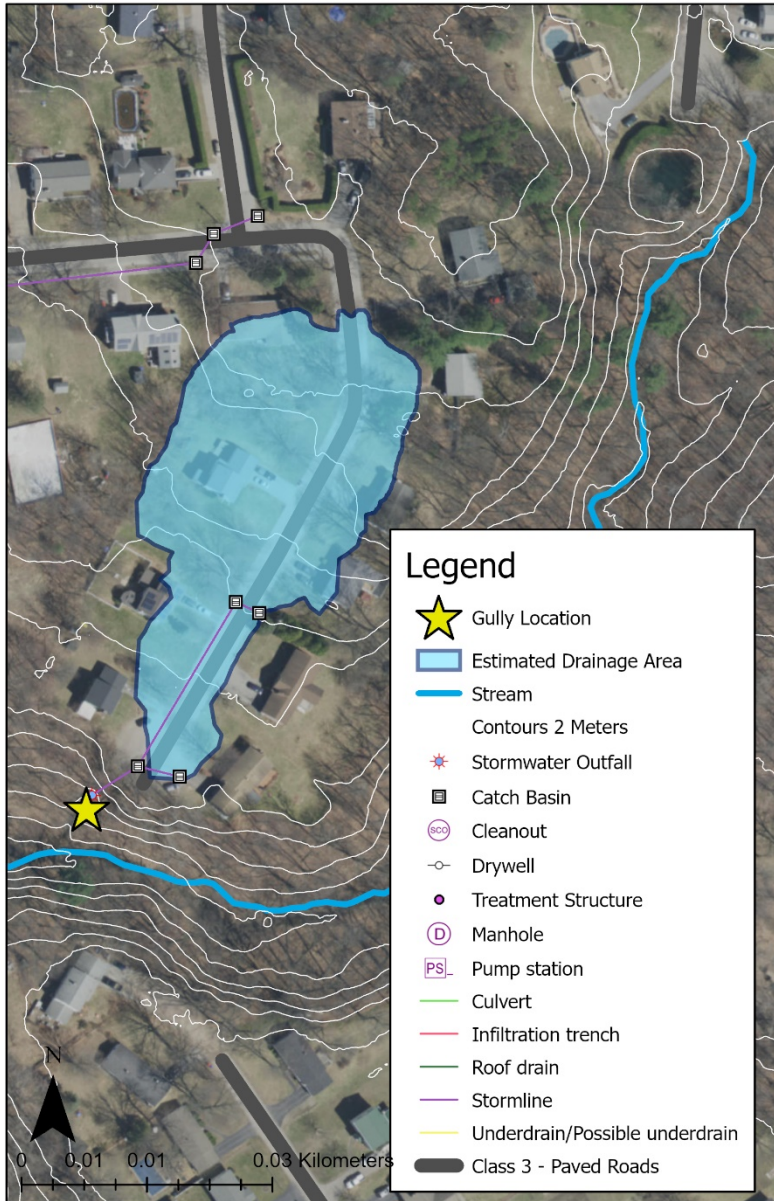 Legend
Gully Location
Estimated Drainage Area
Stream
Contours 2 Meters
Stormwater Outfall
Catch Basin
SCO
Cleanout
Drywell
Treatment Structure
D
Manhole
PS_
Pump station
Culvert
Infiltration trench
Roof drain
Stormline
Underdrain/Possible underdrain
Class 3 - Paved Roads
N
0 0.01 0.01 0.03 Kilometers